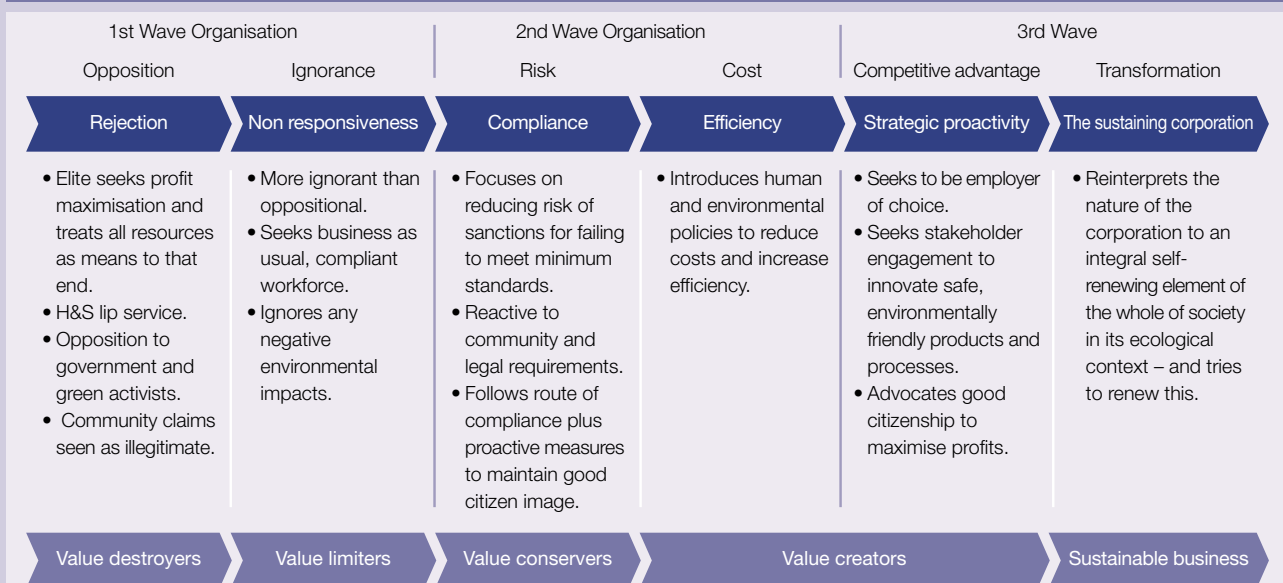 1st Wave Organisation
2nd Wave Organisation
3rd Wave
Opposition
Ignorance
Risk
Cost
Competitive advantage
Transformation
Rejection
Non responsiveness
Compliance
Efficiency
Strategic proactivity
The sustaining corporation
• Elite seeks profit
maximisation and
treats all resources
as means to that
end.
• H&S lip service.
• Opposition to
government and
green activists.
• Community claims
seen as illegitimate.
• More ignorant than
oppositional.
• Seeks business as
usual, compliant
workforce.
• Ignores any
negative
environmental
impacts.
• Focuses on
reducing risk of
sanctions for failing
to meet minimum
standards.
• Reactive to
community and
legal requirements.
• Follows route of
compliance plus
proactive measures
to maintain good
citizen image.
• Introduces human
and environmental
policies to reduce
costs and increase
efficiency.
• Seeks to be employer
of choice.
• Seeks stakeholder
engagement to
innovate safe,
environmentally
friendly products and
processes.
• Advocates good
citizenship to
maximise profits.
• Reinterprets the
nature of the
corporation to an
integral self-
renewing element of
the whole of society
in its ecological
context – and tries
to renew this.
Value destroyers
Value limiters
Value conservers
Value creators
Sustainable business